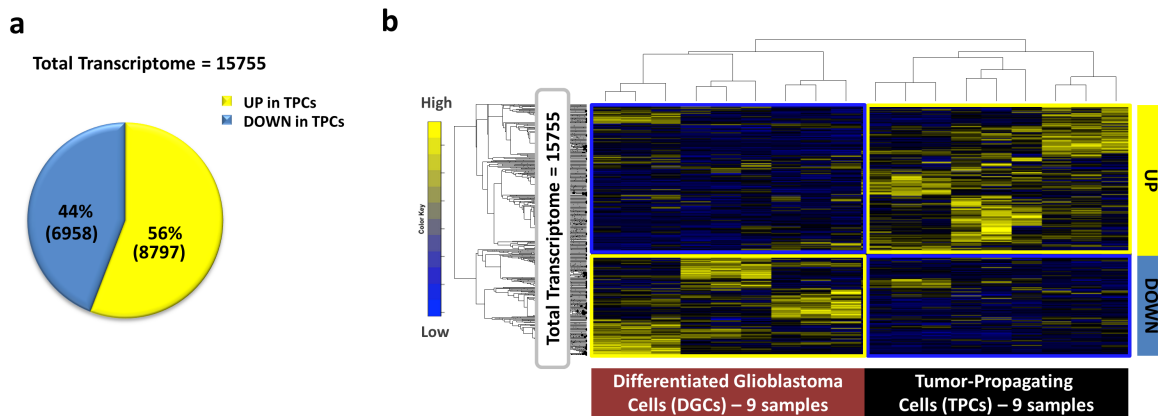 a
Total Transcriptome = 15755
UP in TPCs
DOWN in TPCs
44%
(6958)
56%
(8797)
b
High
Color Key
Low
Total Transcriptome = 15755
UP
DOWN
Differentiated Glioblastoma
Cells (DGCs) – 9 samples
Tumor-Propagating
Cells (TPCs) – 9 samples